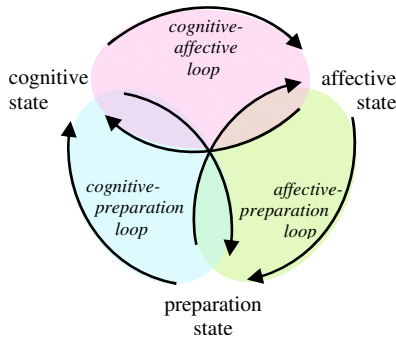 cognitive-
affective
loop
cognitive
state
affective
state
cognitive-
preparation
loop
affective-
preparation
loop
preparation
state